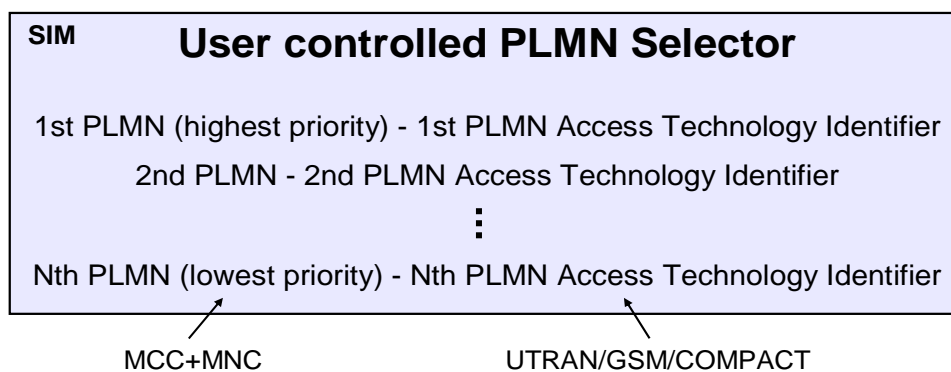 SIM
User controlled PLMN Selector
1st PLMN (highest priority) - 1st PLMN Access Technology Identifier
2nd PLMN - 2nd PLMN Access Technology Identifier
⋮
Nth PLMN (lowest priority) - Nth PLMN Access Technology Identifier
MCC+MNC UTRAN/GSM/COMPACT